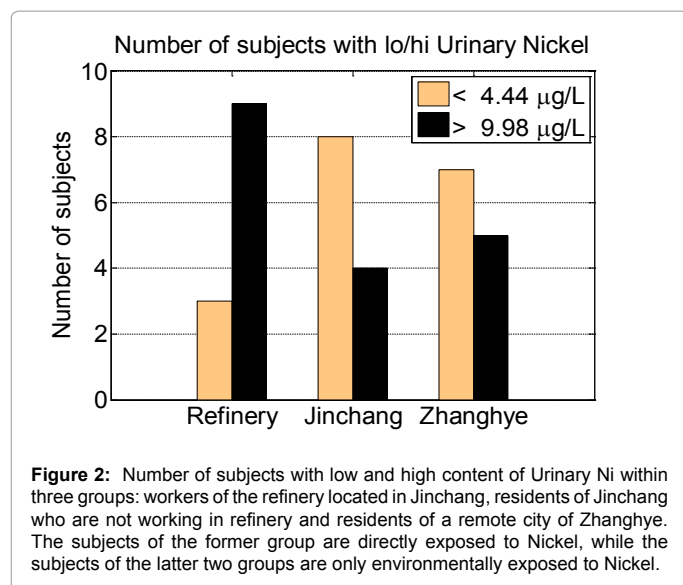 Number of subjects with lo/hi Urinary Nickel
10
8
6
4
2
0
Number of subjects
< 4.44 µg/L
> 9.98 µg/L
Refinery Jinchang Zhanghye
Figure 2: Number of subjects with low and high content of Urinary Ni within
three groups: workers of the refinery located in Jinchang, residents of Jinchang
who are not working in refinery and residents of a remote city of Zhanghye.
The subjects of the former group are directly exposed to Nickel, while the
subjects of the latter two groups are only environmentally exposed to Nickel.